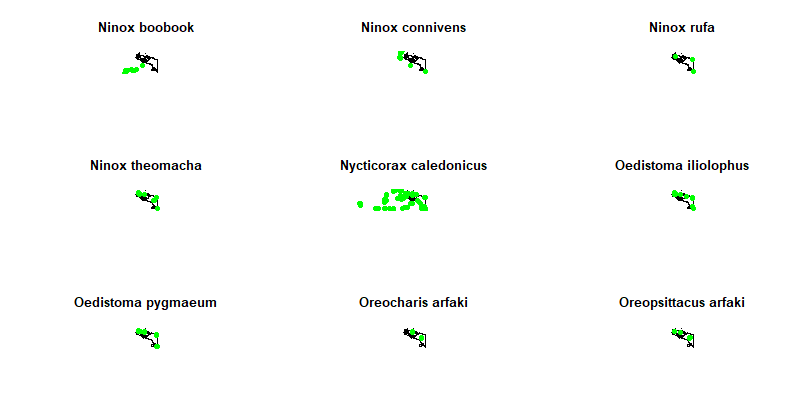 Ninox boobook
Ninox connivens
Ninox rufa
Ninox theomacha
Nycticorax caledonicus
Oedistoma iliolophus
Oedistoma pygmaeum
Oreocharis arfaki
Oreopsittacus arfaki